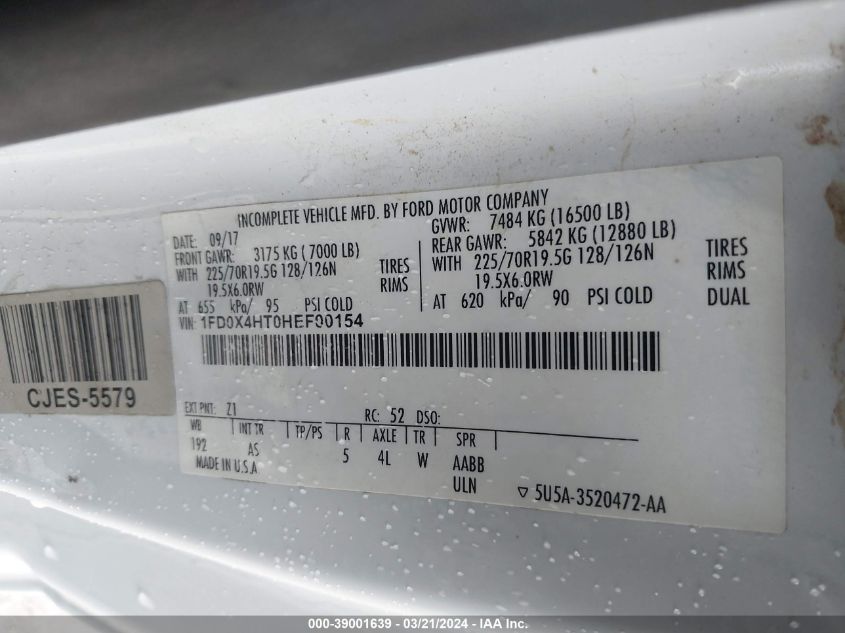 INCOMPLETE VEHICLE MFD. BY FORD MOTOR COMPANY
DATE: 09/17 GVWR: 7484 KG (16500 LB)
FRONT GAWR: 3175 KG (7000 LB) REAR GAWR: 5842 KG (12880 LB)
WITH 225/70R19.5G 128/126N TIRES WITH 225/70R19.5G 128/126N TIRES
19.5X6.0RW RIMS 19.5X6.0RW RIMS
AT 655 kPa/ 95 PSI COLD AT 620 kPa/ 90 PSI COLD DUAL
VIN: 1FD0X4HT0HEF00154
CJES-5579
EXT PNT: Z1 RC: 52 DSO:
WB INT TR TP/PS R AXLE TR SPR
192 AS 5 4L W AABB
MADE IN U.S.A ULN
▽ 5U5A-3520472-AA
000-39001639 - 03/21/2024 - IAA Inc.